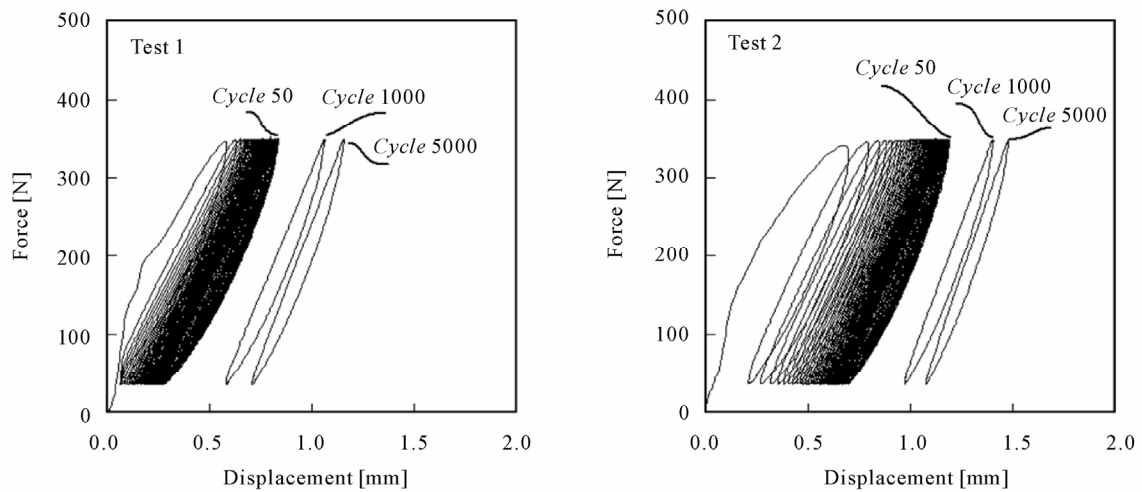 500
400
300
200
100
0
Force [N]
Test 1
Cycle 50
Cycle 1000
Cycle 5000
0.0 0.5 1.0 1.5 2.0
Displacement [mm]
500
400
300
200
100
0
Force [N]
Test 2
Cycle 50
Cycle 1000
Cycle 5000
0.0 0.5 1.0 1.5 2.0
Displacement [mm]